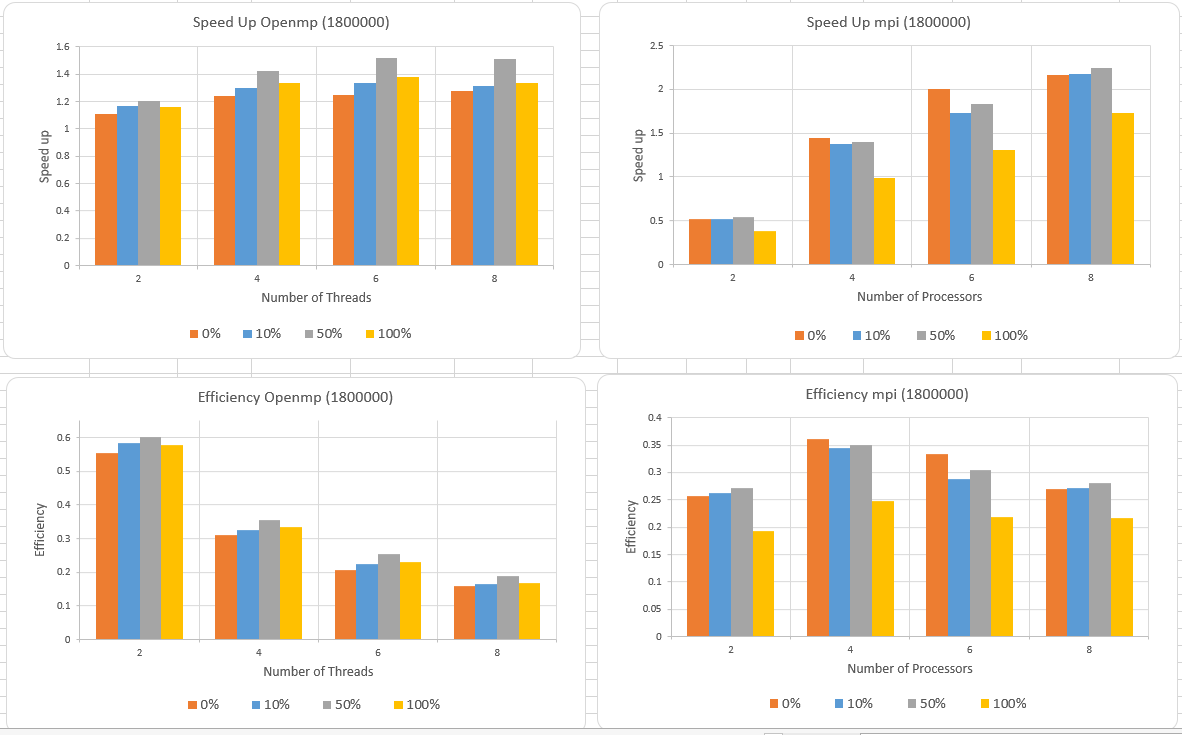 Speed Up Openmp (1800000)
1.6
1.4
1.2
1
0.8
0.6
0.4
0.2
0
Speed up
2 4 6 8
Number of Threads
0% 10% 50% 100%
Speed Up mpi (1800000)
2.5
2
1.5
1
0.5
0
Speed up
2 4 6 8
Number of Processors
0% 10% 50% 100%
Efficiency Openmp (1800000)
0.6
0.5
0.4
0.3
0.2
0.1
0
Efficiency
2 4 6 8
Number of Threads
0% 10% 50% 100%
Efficiency mpi (1800000)
0.4
0.35
0.3
0.25
0.2
0.15
0.1
0.05
0
Efficiency
2 4 6 8
Number of Processors
0% 10% 50% 100%